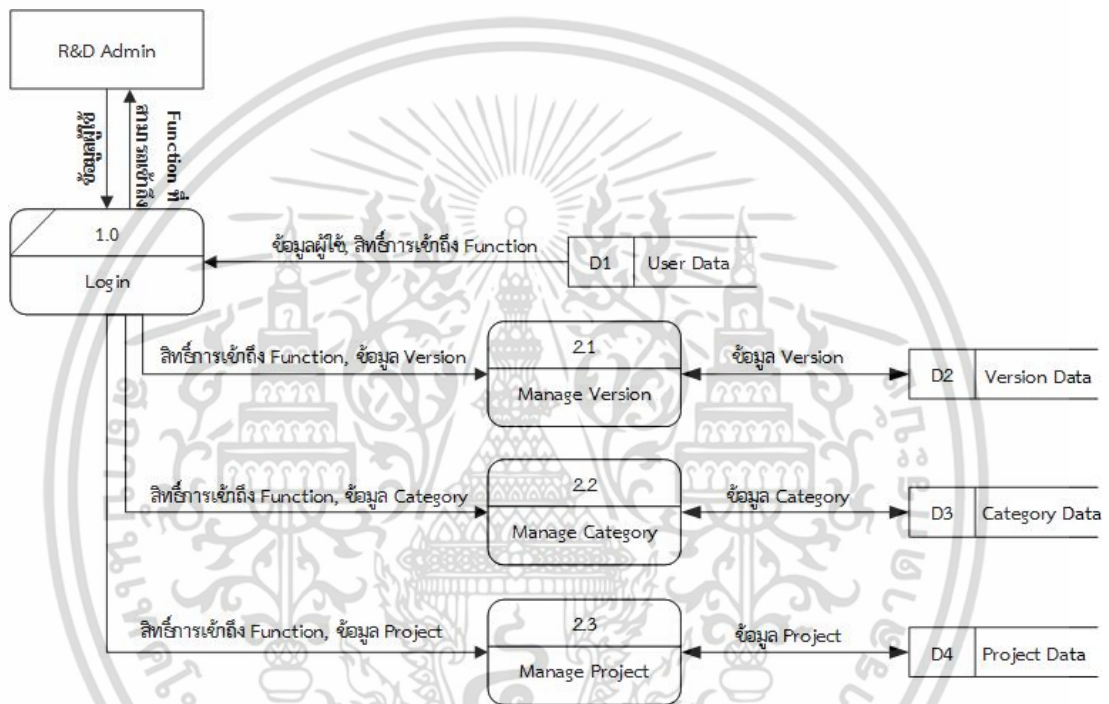 R&D Admin
ข้อมูลผู้ใช้
Function ที่
สามารถเข้าถึง
1.0
Login
ข้อมูลผู้ใช้, สิทธิ์การเข้าถึง Function
D1
User Data
สิทธิ์การเข้าถึง Function, ข้อมูล Version
2.1
Manage Version
ข้อมูล Version
D2
Version Data
สิทธิ์การเข้าถึง Function, ข้อมูล Category
2.2
Manage Category
ข้อมูล Category
D3
Category Data
สิทธิ์การเข้าถึง Function, ข้อมูล Project
2.3
Manage Project
ข้อมูล Project
D4
Project Data